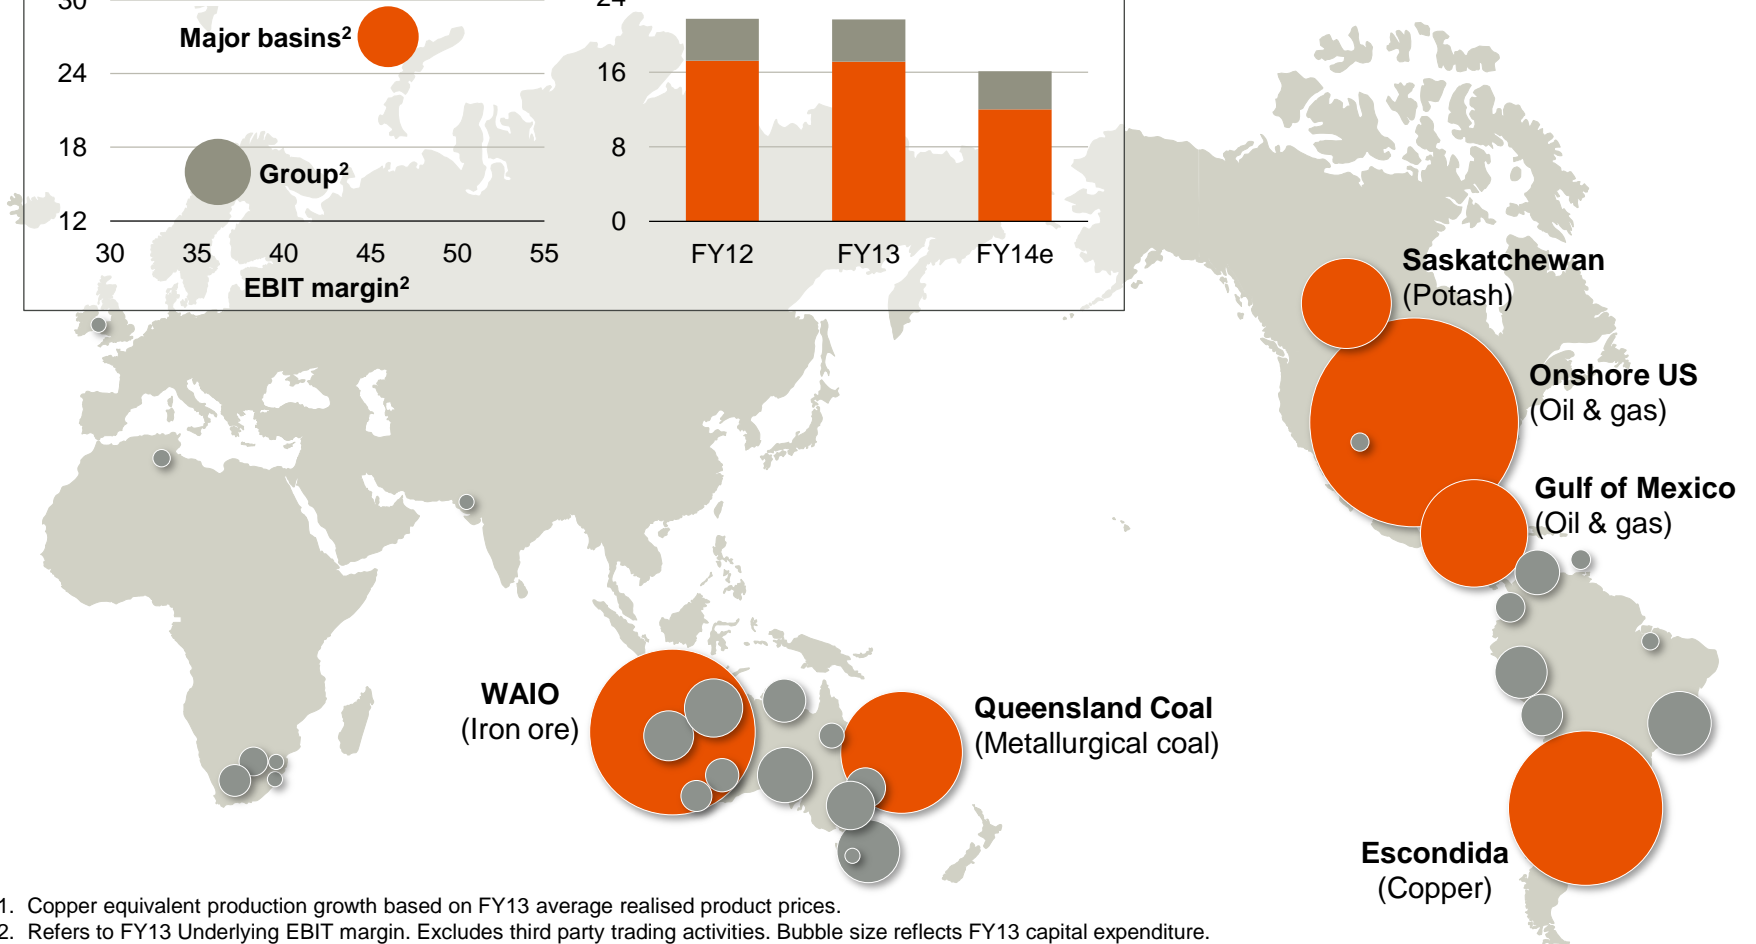 30
24
Major basins2
24
16
18
8
Group2
12
0
30 35 40 45 50 55
FY12 FY13 FY14e
EBIT margin2
Saskatchewan
(Potash)
Onshore US
(Oil & gas)
Gulf of Mexico
(Oil & gas)
WAIO
(Iron ore)
Queensland Coal
(Metallurgical coal)
Escondida
(Copper)
1. Copper equivalent production growth based on FY13 average realised product prices.
2. Refers to FY13 Underlying EBIT margin. Excludes third party trading activities. Bubble size reflects FY13 capital expenditure.